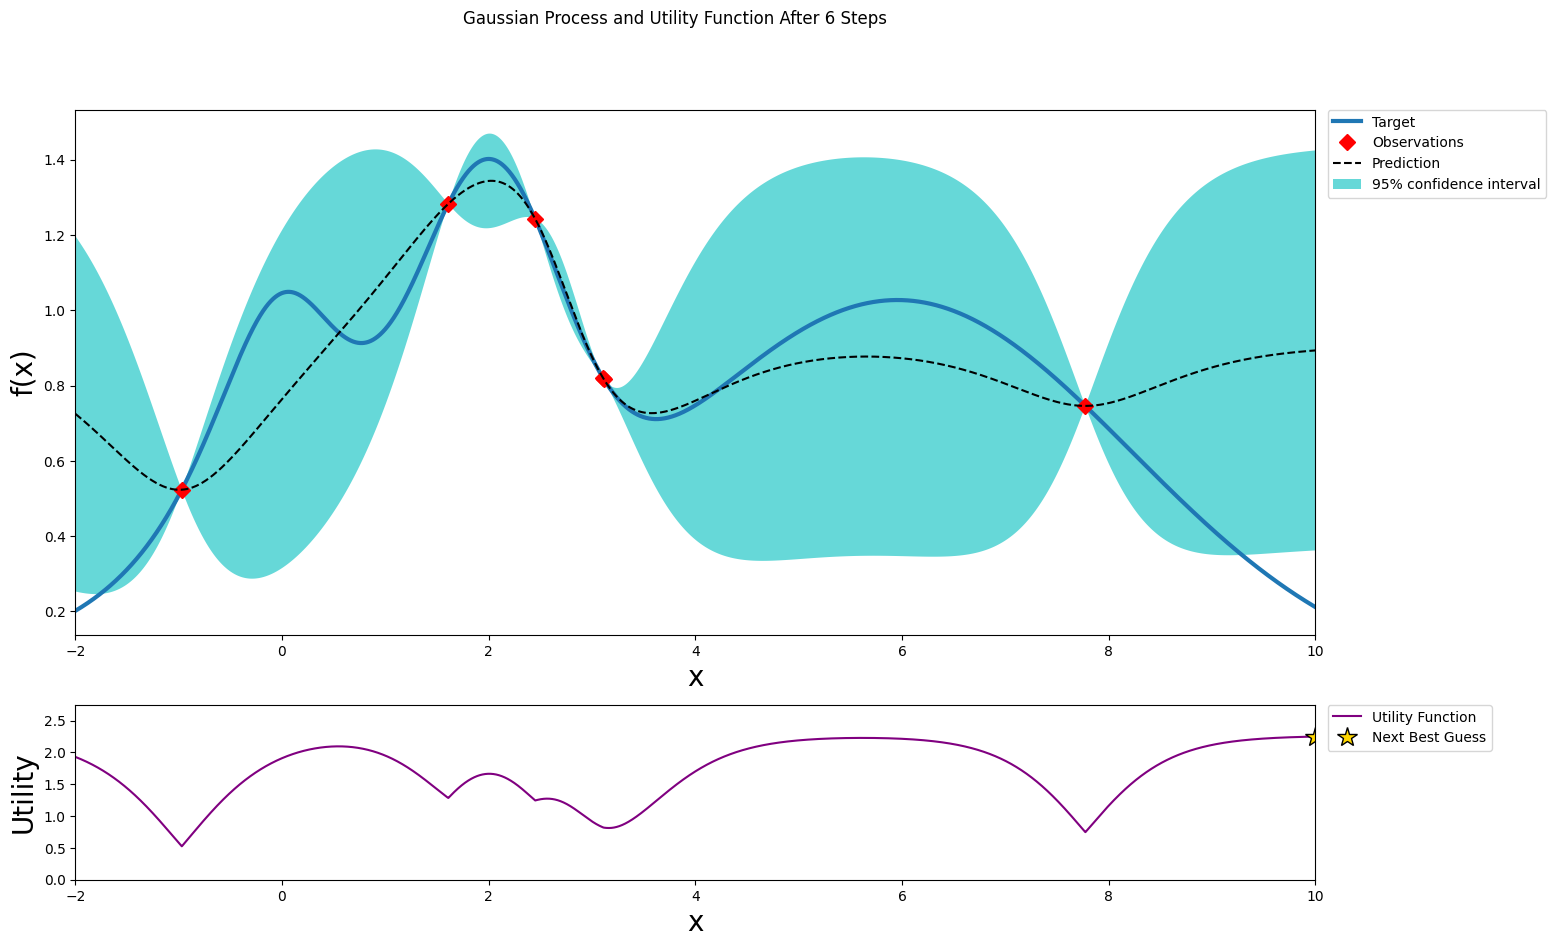 Gaussian Process and Utility Function After 6 Steps
f(x)
1.4
1.2
1.0
0.8
0.6
0.4
0.2
−2 0 2 4 6 8 10
x
Target
Observations
Prediction
95% confidence interval
Utility
2.5
2.0
1.5
1.0
0.5
0.0
−2 0 2 4 6 8 10
x
Utility Function
Next Best Guess